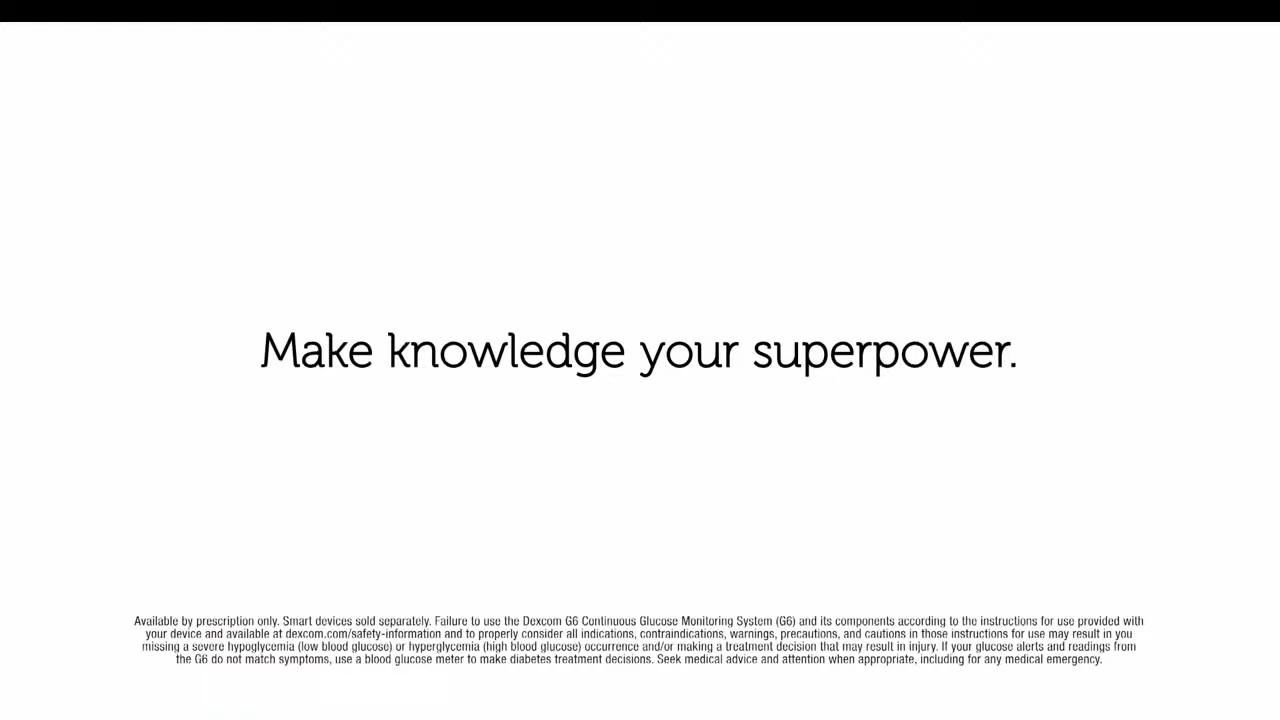 Make knowledge your superpower.
Available by prescription only. Smart devices sold separately. Failure to use the Dexcom G6 Continuous Glucose Monitoring System (G6) and its components according to the instructions for use provided with
your device and available at dexcom.com/safety-information and to properly consider all indications, contraindications, warnings, precautions, and cautions in those instructions for use may result in you
missing a severe hypoglycemia (low blood glucose) or hyperglycemia (high blood glucose) occurrence and/or making a treatment decision that may result in injury. If your glucose alerts and readings from
the G6 do not match symptoms, use a blood glucose meter to make diabetes treatment decisions. Seek medical advice and attention when appropriate, including for any medical emergency.